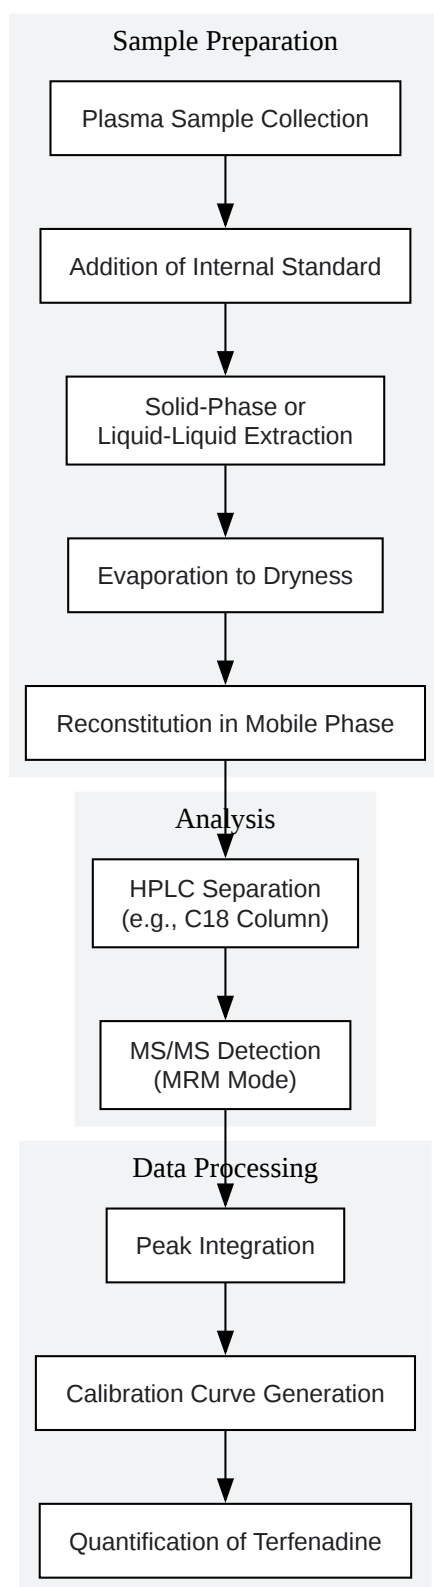 Sample Preparation
Plasma Sample Collection
Addition of Internal Standard
Solid-Phase or
Liquid-Liquid Extraction
Evaporation to Dryness
Reconstitution in Mobile Phase
Analysis
HPLC Separation
(e.g., C18 Column)
MS/MS Detection
(MRM Mode)
Data Processing
Peak Integration
Calibration Curve Generation
Quantification of Terfenadine